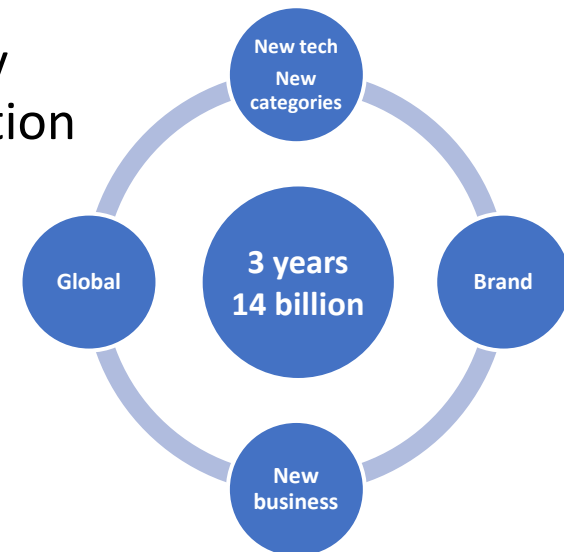 New tech
New
categories
Global
3 years
14 billion
Brand
New
business